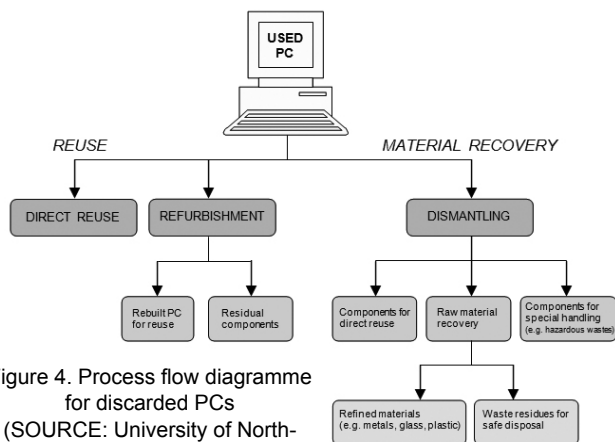 USED
PC
REUSE
MATERIAL RECOVERY
DIRECT REUSE
REFURBISHMENT
DISMANTLING
Rebuilt PC
for reuse
Residual
components
Components for
direct reuse
Raw material
recovery
Components for
special handling
(e.g. hazardous wastes)
Refined materials
(e.g. metals, glass, plastic)
Waste residues for
safe disposal
igure 4. Process flow diagramme
for discarded PCs
(SOURCE: University of North-